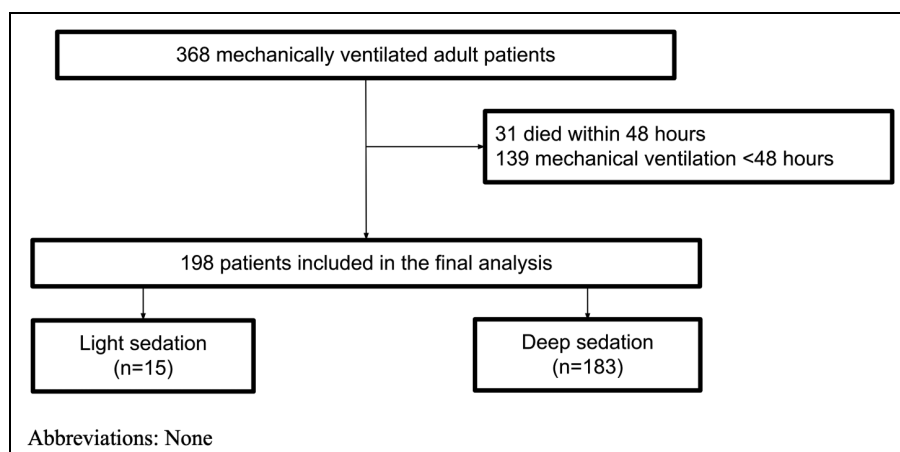 368 mechanically ventilated adult patients
31 died within 48 hours
139 mechanical ventilation <48 hours
198 patients included in the final analysis
Light sedation
(n=15)
Deep sedation
(n=183)
Abbreviations: None